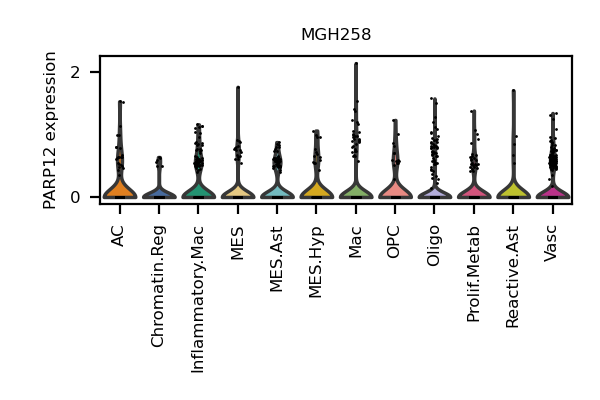 MGH258
PARP12 expression
2
0
AC
Chromatin.Reg
Inflammatory.Mac
MES
MES.Ast
MES.Hyp
Mac
OPC
Oligo
Prolif.Metab
Reactive.Ast
Vasc